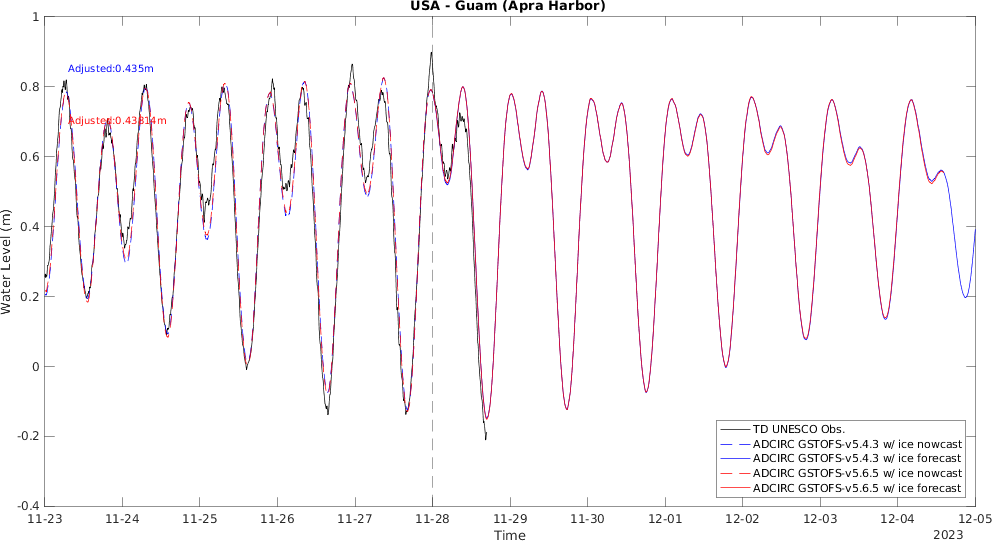 USA - Guam (Apra Harbor)
1
0.8
0.6
0.4
0.2
0
-0.2
-0.4
Water Level (m)
Adjusted:0.435m
Adjusted:0.43814m
TD UNESCO Obs.
ADCIRC GSTOFS-v5.4.3 w/ ice nowcast
ADCIRC GSTOFS-v5.4.3 w/ ice forecast
ADCIRC GSTOFS-v5.6.5 w/ ice nowcast
ADCIRC GSTOFS-v5.6.5 w/ ice forecast
11-23 11-24 11-25 11-26 11-27 11-28 11-29 11-30 12-01 12-02 12-03 12-04 12-05
Time
2023